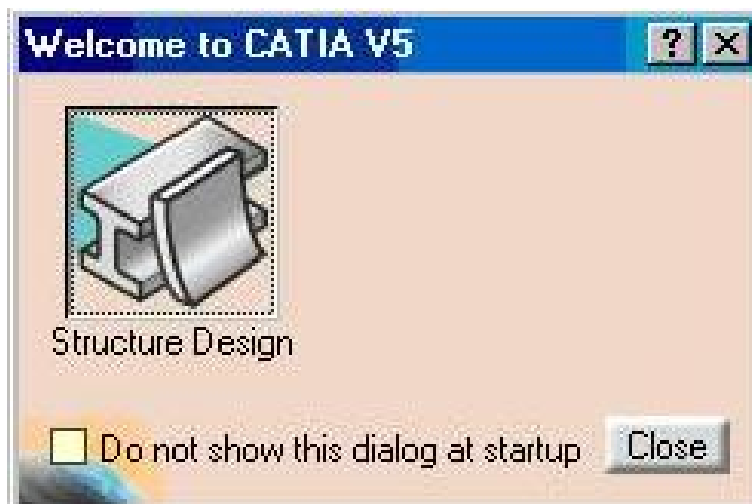 Welcome to CATIA V5
Structure Design
Do not show this dialog at startup
Close